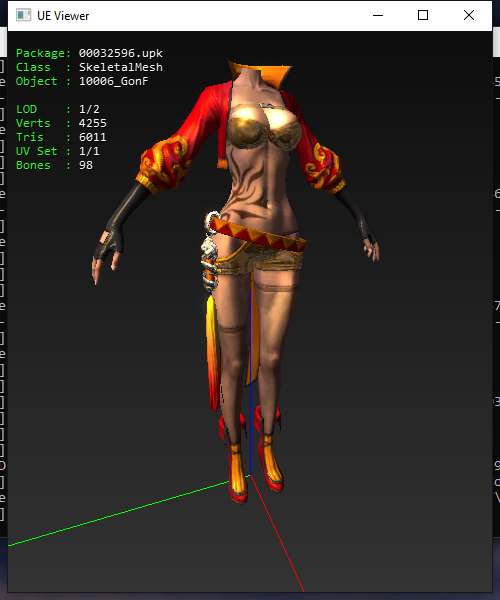 UE Viewer
Package: 00032596.upk
Class : SkeletalMesh
Object : 10006_GonF
LOD : 1/2
Verts : 4255
Tris : 6011
UV Set : 1/1
Bones : 98